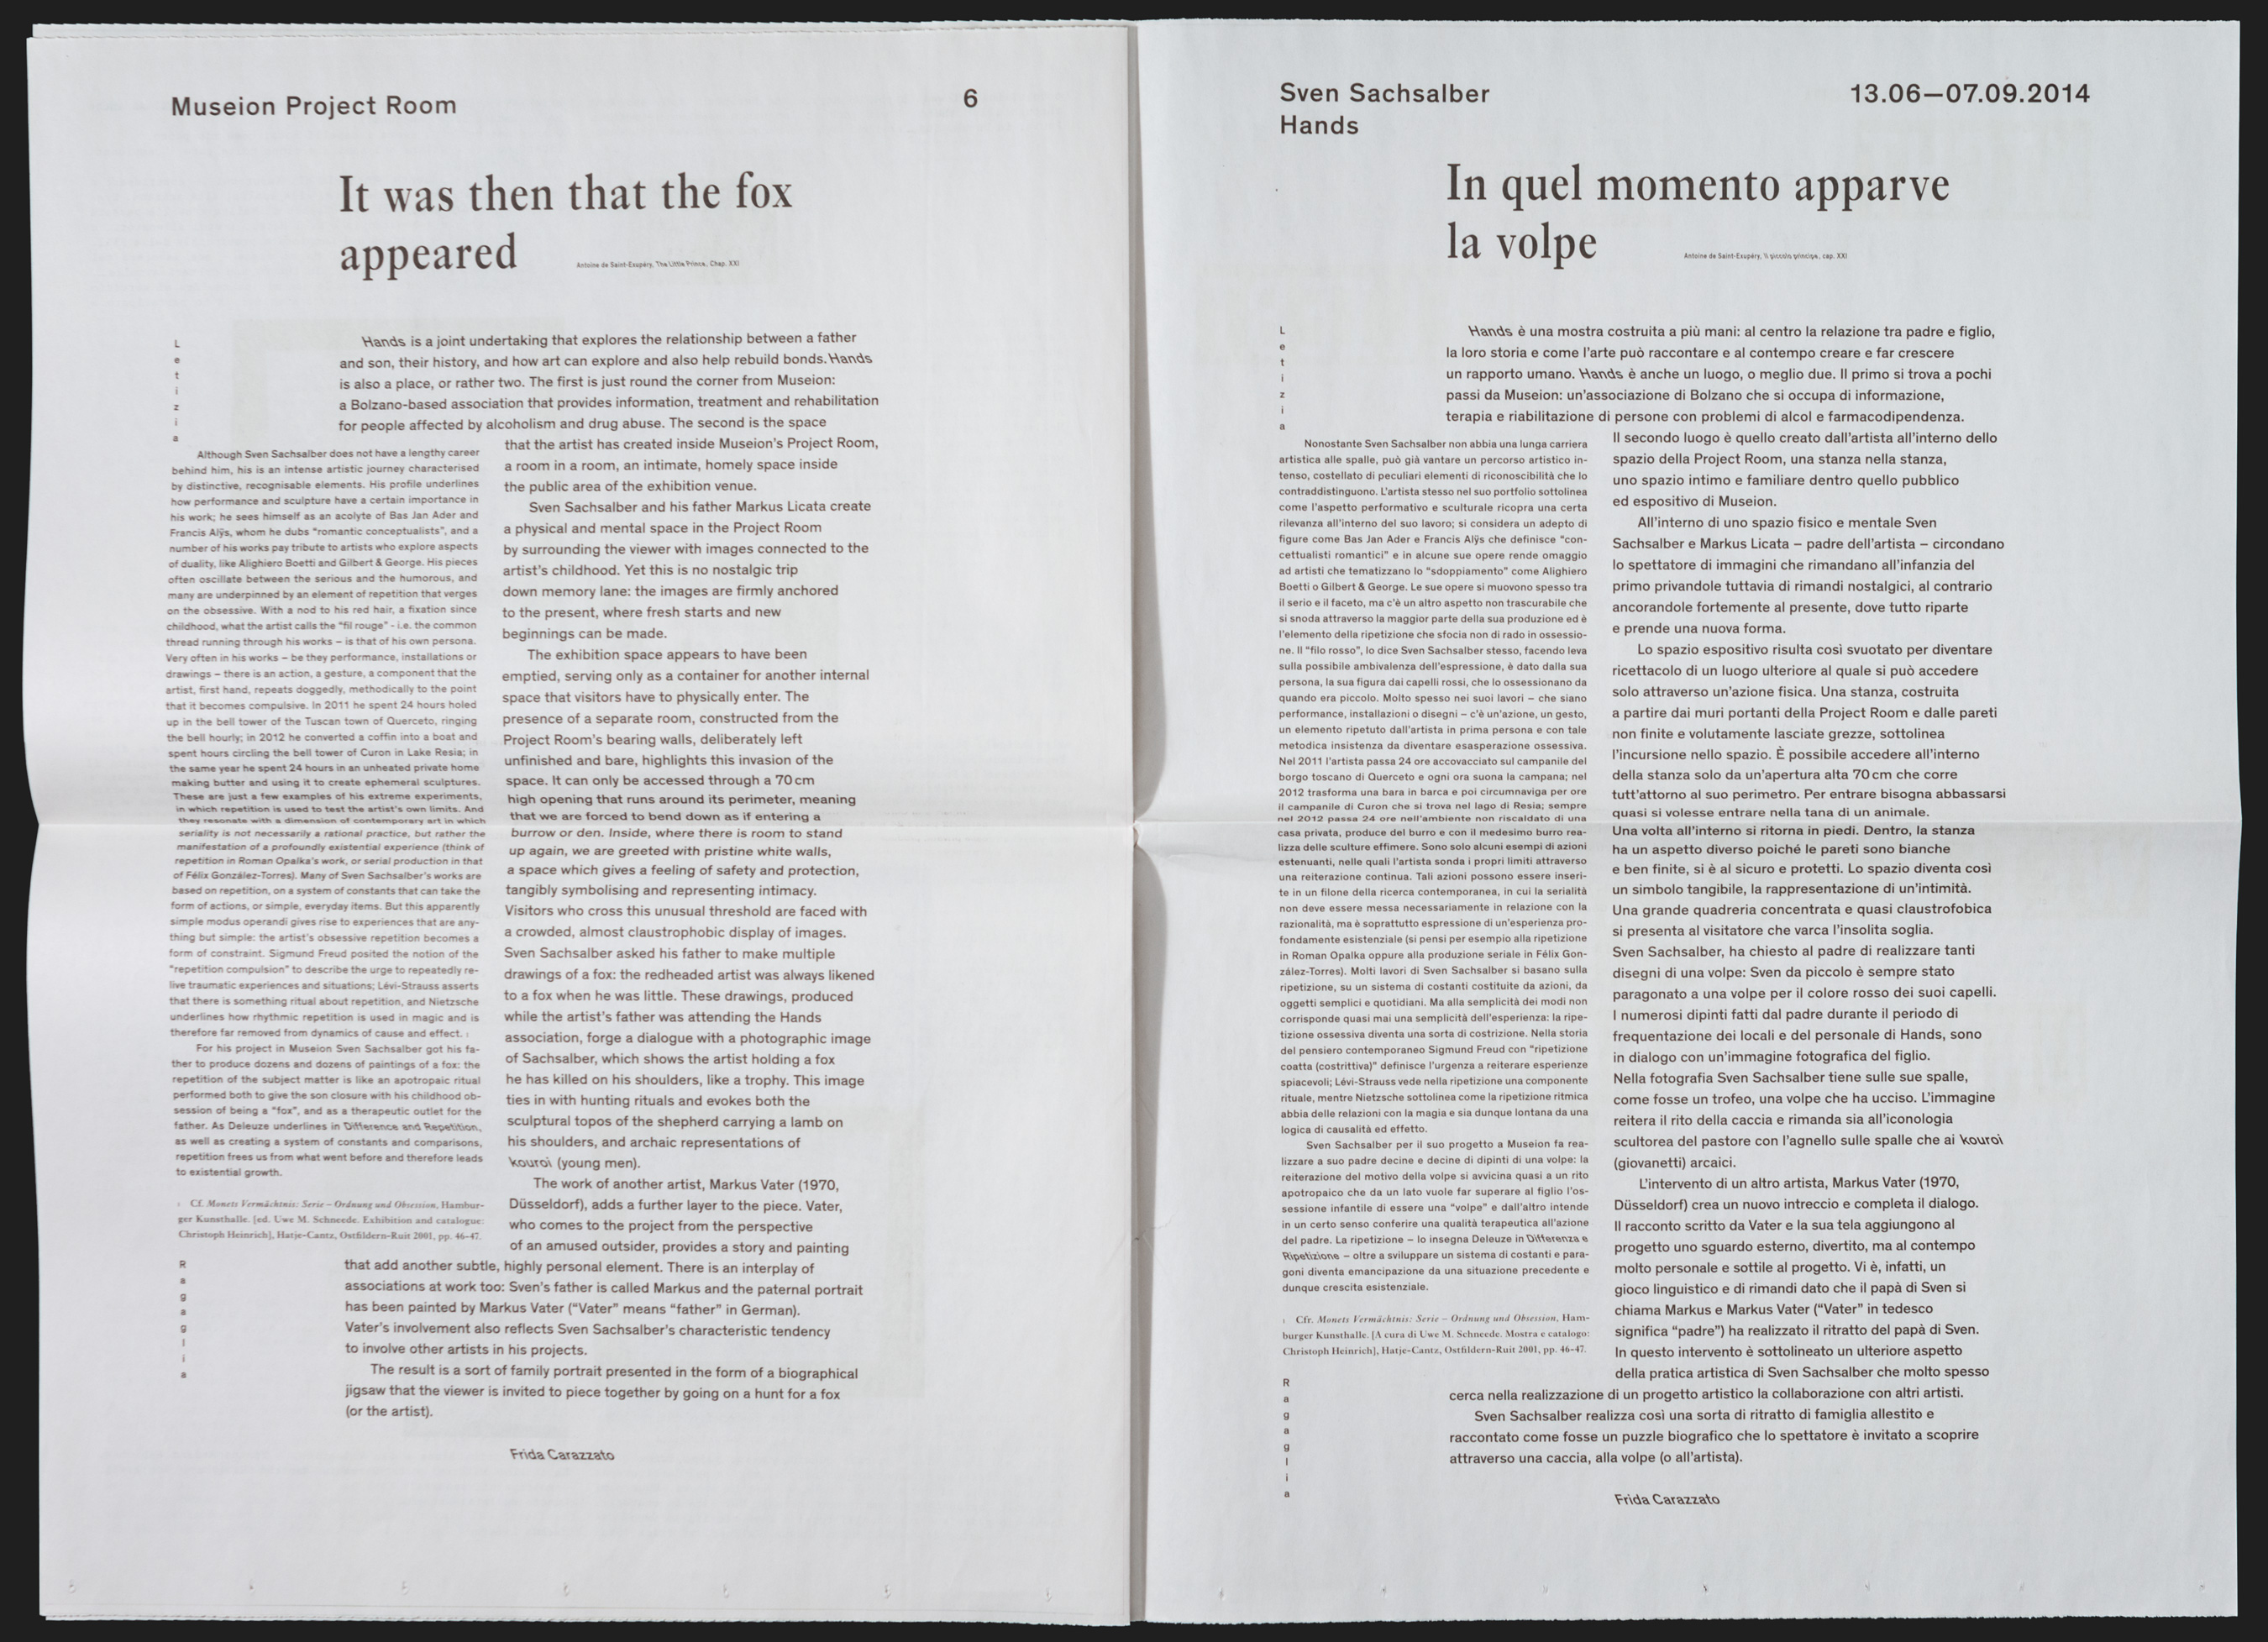 Museion Project Room
6
It was then that the fox
appeared
Antoine de Saint-Exupéry, The Little Prince, Chap. XXI
Hands is a joint undertaking that explores the relationship between a father
and son, their history, and how art can explore and also help rebuild bonds. Hands
is also a place, or rather two. The first is just round the corner from Museion:
a Bolzano-based association that provides information, treatment and rehabilitation
for people affected by alcoholism and drug abuse. The second is the space
that the artist has created inside Museion's Project Room,
a room in a room, an intimate, homely space inside
the public area of the exhibition venue.
Sven Sachsalber and his father Markus Licata create
a physical and mental space in the Project Room
by surrounding the viewer with images connected to the
artist's childhood. Yet this is no nostalgic trip
down memory lane: the images are firmly anchored
to the present, where fresh starts and new
beginnings can be made.
The exhibition space appears to have been
emptied, serving only as a container for another internal
space that visitors have to physically enter. The
presence of a separate room, constructed from the
Project Room's bearing walls, deliberately left
unfinished and bare, highlights this invasion of the
space. It can only be accessed through a 70 cm
high opening that runs around its perimeter, meaning
that we are forced to bend down as if entering a
burrow or den. Inside, where there is room to stand
up again, we are greeted with pristine white walls,
a space which gives a feeling of safety and protection,
tangibly symbolising and representing intimacy.
Visitors who cross this unusual threshold are faced with
a crowded, almost claustrophobic display of images.
Sven Sachsalber asked his father to make multiple
drawings of a fox: the redheaded artist was always likened
to a fox when he was little. These drawings, produced
while the artist's father was attending the Hands
association, forge a dialogue with a photographic image
of Sachsalber, which shows the artist holding a fox
he has killed on his shoulders, like a trophy. This image
ties in with hunting rituals and evokes both the
sculptural topos of the shepherd carrying a lamb on
his shoulders, and archaic representations of
kouroi (young men).
The work of another artist, Markus Vater (1970,
Düsseldorf), adds a further layer to the piece. Vater,
who comes to the project from the perspective
of an amused outsider, provides a story and painting
that add another subtle, highly personal element. There is an interplay of
associations at work too: Sven's father is called Markus and the paternal portrait
has been painted by Markus Vater ("Vater" means "father" in German).
Vater's involvement also reflects Sven Sachsalber's characteristic tendency
to involve other artists in his projects.
The result is a sort of family portrait presented in the form of a biographical
jigsaw that the viewer is invited to piece together by going on a hunt for a fox
(or the artist).
Frida Carazzato
Letizia
Although Sven Sachsalber does not have a lengthy career
behind him, his is an intense artistic journey characterised
by distinctive, recognisable elements. His profile underlines
how performance and sculpture have a certain importance in
his work; he sees himself as an acolyte of Bas Jan Ader and
Francis Alÿs, whom he dubs "romantic conceptualists", and a
number of his works pay tribute to artists who explore aspects
of duality, like Alighiero Boetti and Gilbert & George. His pieces
often oscillate between the serious and the humorous, and
many are underpinned by an element of repetition that verges
on the obsessive. With a nod to his red hair, a fixation since
childhood, what the artist calls the "fil rouge" - i.e. the common
thread running through his works – is that of his own persona.
Very often in his works – be they performance, installations or
drawings – there is an action, a gesture, a component that the
artist, first hand, repeats doggedly, methodically to the point
that it becomes compulsive. In 2011 he spent 24 hours holed
up in the bell tower of the Tuscan town of Querceto, ringing
the bell hourly; in 2012 he converted a coffin into a boat and
spent hours circling the bell tower of Curon in Lake Resia; in
the same year he spent 24 hours in an unheated private home
making butter and using it to create ephemeral sculptures.
These are just a few examples of his extreme experiments,
in which repetition is used to test the artist's own limits. And
they resonate with a dimension of contemporary art in which
seriality is not necessarily a rational practice, but rather the
manifestation of a profoundly existential experience (think of
repetition in Roman Opalka's work, or serial production in that
of Félix González-Torres). Many of Sven Sachsalber's works are
based on repetition, on a system of constants that can take the
form of actions, or simple, everyday items. But this apparently
simple modus operandi gives rise to experiences that are any-
thing but simple: the artist's obsessive repetition becomes a
form of constraint. Sigmund Freud posited the notion of the
"repetition compulsion" to describe the urge to repeatedly re-
live traumatic experiences and situations; Lévi-Strauss asserts
that there is something ritual about repetition, and Nietzsche
underlines how rhythmic repetition is used in magic and is
therefore far removed from dynamics of cause and effect. 1
For his project in Museion Sven Sachsalber got his fa-
ther to produce dozens and dozens of paintings of a fox: the
repetition of the subject matter is like an apotropaic ritual
performed both to give the son closure with his childhood ob-
session of being a "fox", and as a therapeutic outlet for the
father. As Deleuze underlines in Difference and Repetition,
as well as creating a system of constants and comparisons,
repetition frees us from what went before and therefore leads
to existential growth.
1 Cf. Monets Vermächtnis: Serie – Ordnung und Obsession, Hambur-
ger Kunsthalle. [ed. Uwe M. Schneede. Exhibition and catalogue:
Christoph Heinrich], Hatje-Cantz, Ostfildern-Ruit 2001, pp. 46–47.
Ragaglia
Sven Sachsalber
Hands
13.06—07.09.2014
In quel momento apparve
la volpe
Antoine de Saint-Exupéry, Il piccolo principe, cap. XXI
Hands è una mostra costruita a più mani: al centro la relazione tra padre e figlio,
la loro storia e come l'arte può raccontare e al contempo creare e far crescere
un rapporto umano. Hands è anche un luogo, o meglio due. Il primo si trova a pochi
passi da Museion: un'associazione di Bolzano che si occupa di informazione,
terapia e riabilitazione di persone con problemi di alcol e farmacodipendenza.
Il secondo luogo è quello creato dall'artista all'interno dello
spazio della Project Room, una stanza nella stanza,
uno spazio intimo e familiare dentro quello pubblico
ed espositivo di Museion.
All'interno di uno spazio fisico e mentale Sven
Sachsalber e Markus Licata – padre dell'artista – circondano
lo spettatore di immagini che rimandano all'infanzia del
primo privandole tuttavia di rimandi nostalgici, al contrario
ancorandole fortemente al presente, dove tutto riparte
e prende una nuova forma.
Lo spazio espositivo risulta così svuotato per diventare
ricettacolo di un luogo ulteriore al quale si può accedere
solo attraverso un'azione fisica. Una stanza, costruita
a partire dai muri portanti della Project Room e dalle pareti
non finite e volutamente lasciate grezze, sottolinea
l'incursione nello spazio. È possibile accedere all'interno
della stanza solo da un'apertura alta 70 cm che corre
tutt'attorno al suo perimetro. Per entrare bisogna abbassarsi
quasi si volesse entrare nella tana di un animale.
Una volta all'interno si ritorna in piedi. Dentro, la stanza
ha un aspetto diverso poiché le pareti sono bianche
e ben finite, si è al sicuro e protetti. Lo spazio diventa così
un simbolo tangibile, la rappresentazione di un'intimità.
Una grande quadreria concentrata e quasi claustrofobica
si presenta al visitatore che varca l'insolita soglia.
Sven Sachsalber, ha chiesto al padre di realizzare tanti
disegni di una volpe: Sven da piccolo è sempre stato
paragonato a una volpe per il colore rosso dei suoi capelli.
I numerosi dipinti fatti dal padre durante il periodo di
frequentazione dei locali e del personale di Hands, sono
in dialogo con un'immagine fotografica del figlio.
Nella fotografia Sven Sachsalber tiene sulle sue spalle,
come fosse un trofeo, una volpe che ha ucciso. L'immagine
reitera il rito della caccia e rimanda sia all'iconologia
scultorea del pastore con l'agnello sulle spalle che ai kouroi
(giovanetti) arcaici.
L'intervento di un altro artista, Markus Vater (1970,
Düsseldorf) crea un nuovo intreccio e completa il dialogo.
Il racconto scritto da Vater e la sua tela aggiungono al
progetto uno sguardo esterno, divertito, ma al contempo
molto personale e sottile al progetto. Vi è, infatti, un
gioco linguistico e di rimandi dato che il papà di Sven si
chiama Markus e Markus Vater ("Vater" in tedesco
significa "padre") ha realizzato il ritratto del papà di Sven.
In questo intervento è sottolineato un ulteriore aspetto
della pratica artistica di Sven Sachsalber che molto spesso
cerca nella realizzazione di un progetto artistico la collaborazione con altri artisti.
Sven Sachsalber realizza così una sorta di ritratto di famiglia allestito e
raccontato come fosse un puzzle biografico che lo spettatore è invitato a scoprire
attraverso una caccia, alla volpe (o all'artista).
Frida Carazzato
Letizia
Nonostante Sven Sachsalber non abbia una lunga carriera
artistica alle spalle, può già vantare un percorso artistico in-
tenso, costellato di peculiari elementi di riconoscibilità che lo
contraddistinguono. L'artista stesso nel suo portfolio sottolinea
come l'aspetto performativo e sculturale ricopra una certa
rilevanza all'interno del suo lavoro; si considera un adepto di
figure come Bas Jan Ader e Francis Alÿs che definisce "con-
cettualisti romantici" e in alcune sue opere rende omaggio
ad artisti che tematizzano lo "sdoppiamento" come Alighiero
Boetti o Gilbert & George. Le sue opere si muovono spesso tra
il serio e il faceto, ma c'è un altro aspetto non trascurabile che
si snoda attraverso la maggior parte della sua produzione ed è
l'elemento della ripetizione che sfocia non di rado in ossessio-
ne. Il "filo rosso", lo dice Sven Sachsalber stesso, facendo leva
sulla possibile ambivalenza dell'espressione, è dato dalla sua
persona, la sua figura dai capelli rossi, che lo ossessionano da
quando era piccolo. Molto spesso nei suoi lavori – che siano
performance, installazioni o disegni – c'è un'azione, un gesto,
un elemento ripetuto dall'artista in prima persona e con tale
metodica insistenza da diventare esasperazione ossessiva.
Nel 2011 l'artista passa 24 ore accovacciato sul campanile del
borgo toscano di Querceto e ogni ora suona la campana; nel
2012 trasforma una bara in barca e poi circumnaviga per ore
il campanile di Curon che si trova nel lago di Resia; sempre
nel 2012 passa 24 ore nell'ambiente non riscaldato di una
casa privata, produce del burro e con il medesimo burro rea-
lizza delle sculture effimere. Sono solo alcuni esempi di azioni
estenuanti, nelle quali l'artista sonda i propri limiti attraverso
una reiterazione continua. Tali azioni possono essere inseri-
te in un filone della ricerca contemporanea, in cui la serialità
non deve essere messa necessariamente in relazione con la
razionalità, ma è soprattutto espressione di un'esperienza pro-
fondamente esistenziale (si pensi per esempio alla ripetizione
in Roman Opalka oppure alla produzione seriale in Félix Gon-
zález-Torres). Molti lavori di Sven Sachsalber si basano sulla
ripetizione, su un sistema di costanti costituite da azioni, da
oggetti semplici e quotidiani. Ma alla semplicità dei modi non
corrisponde quasi mai una semplicità dell'esperienza: la ripe-
tizione ossessiva diventa una sorta di costrizione. Nella storia
del pensiero contemporaneo Sigmund Freud con "ripetizione
coatta (costrittiva)" definisce l'urgenza a reiterare esperienze
spiacevoli; Lévi-Strauss vede nella ripetizione una componente
rituale, mentre Nietzsche sottolinea come la ripetizione ritmica
abbia delle relazioni con la magia e sia dunque lontana da una
logica di causalità ed effetto.
Sven Sachsalber per il suo progetto a Museion fa rea-
lizzare a suo padre decine e decine di dipinti di una volpe: la
reiterazione del motivo della volpe si avvicina quasi a un rito
apotropaico che da un lato vuole far superare al figlio l'os-
sessione infantile di essere una "volpe" e dall'altro intende
in un certo senso conferire una qualità terapeutica all'azione
del padre. La ripetizione – lo insegna Deleuze in Differenza e
Ripetizione – oltre a sviluppare un sistema di costanti e para-
goni diventa emancipazione da una situazione precedente e
dunque crescita esistenziale.
1 Cfr. Monets Vermächtnis: Serie – Ordnung und Obsession, Ham-
burger Kunsthalle. [A cura di Uwe M. Schneede. Mostra e catalogo:
Christoph Heinrich], Hatje-Cantz, Ostfildern-Ruit 2001, pp. 46–47.
Ragaglia